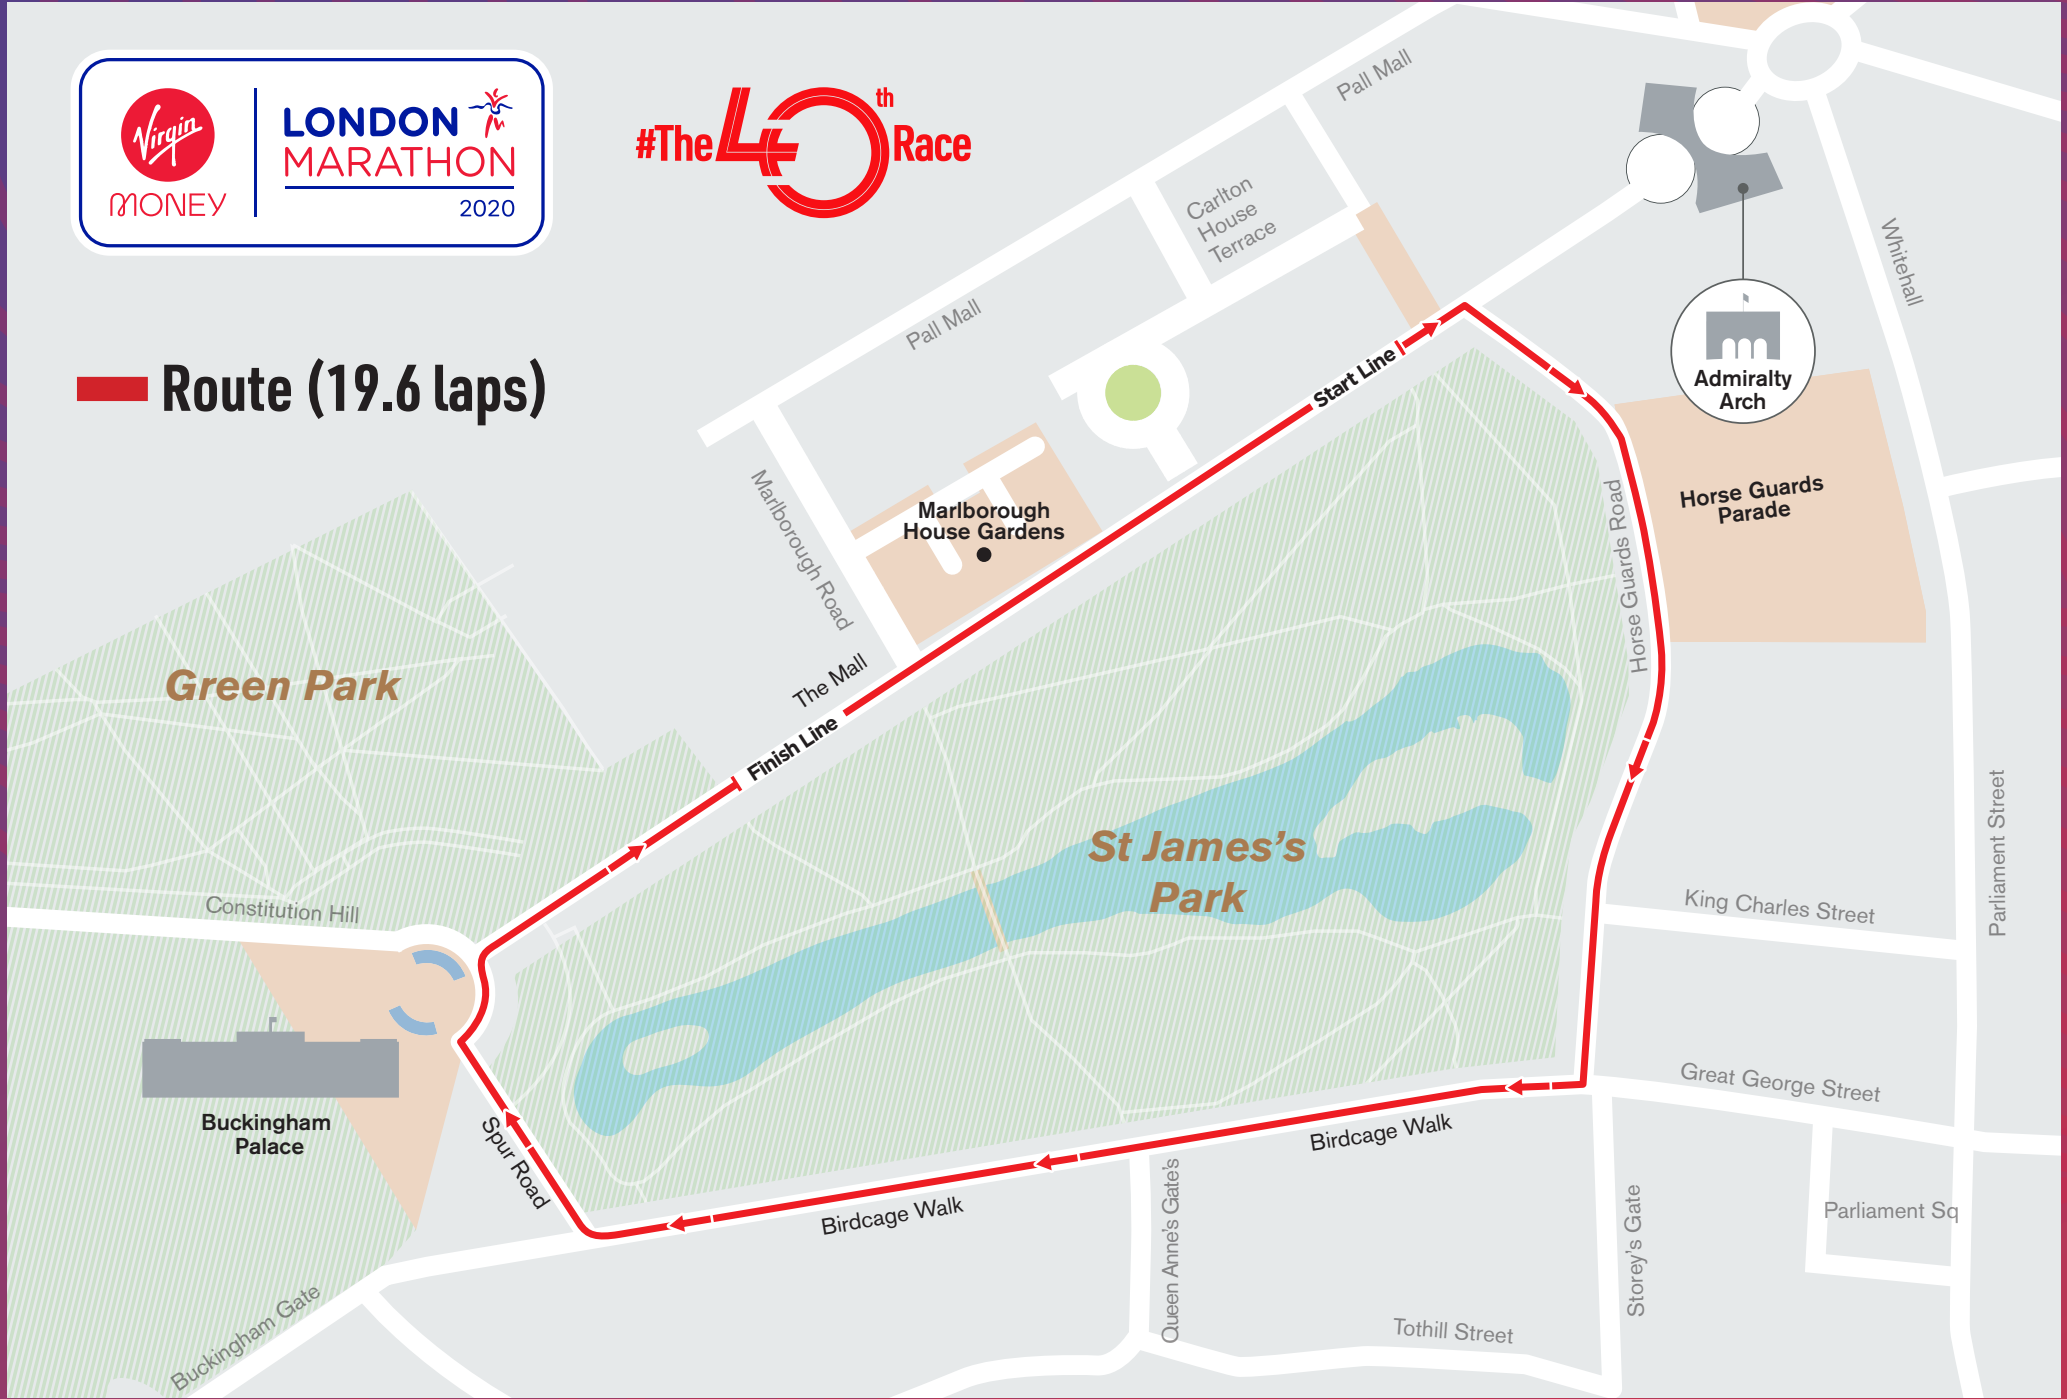 Virgin
MONEY
LONDON
MARATHON
2020
#The40thRace
Route (19.6 laps)
Pall Mall
Pall Mall
Carlton
House
Terrace
Whitehall
Admiralty
Arch
Start Line
Horse Guards
Parade
Horse Guards Road
Marlborough
House Gardens
Marlborough Road
The Mall
Finish Line
Green Park
St James’s
Park
Constitution Hill
King Charles Street
Parliament Street
Great George Street
Buckingham
Palace
Spur Road
Birdcage Walk
Birdcage Walk
Queen Anne’s Gate’s
Storey’s Gate
Parliament Sq
Tothill Street
Buckingham Gate